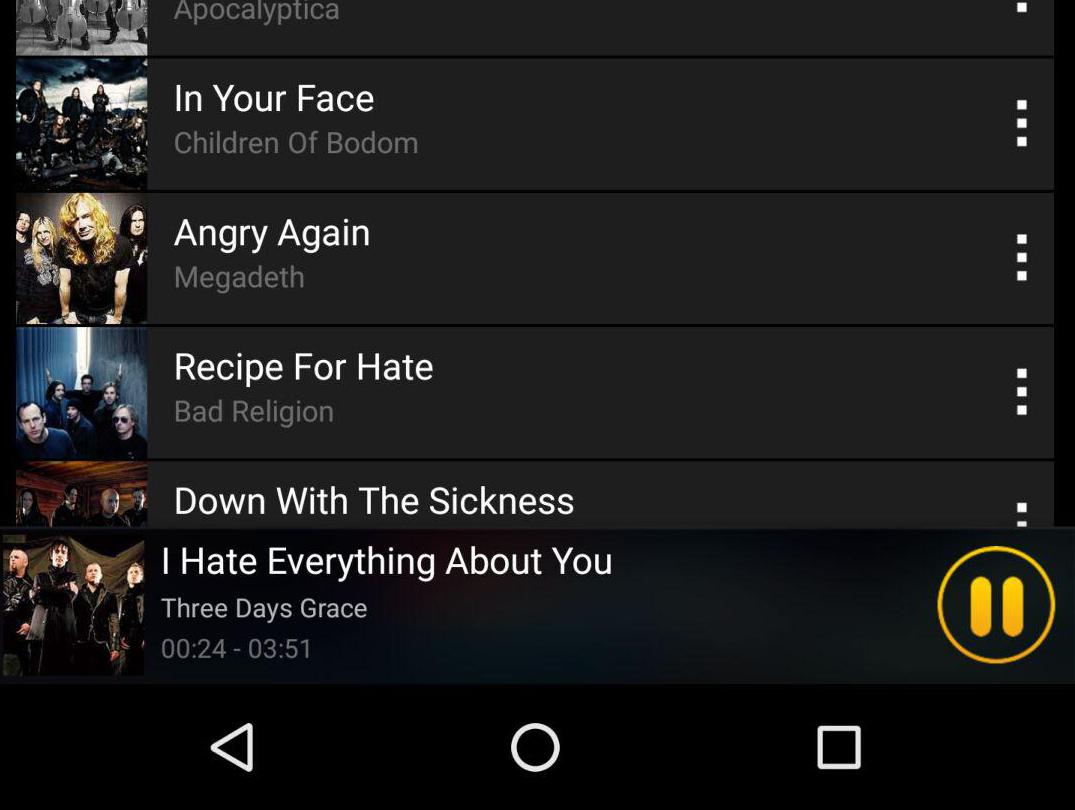 Apocalyptica
In Your Face
Children Of Bodom
Angry Again
Megadeth
Recipe For Hate
Bad Religion
Down With The Sickness
I Hate Everything About You
Three Days Grace
00:24 - 03:51